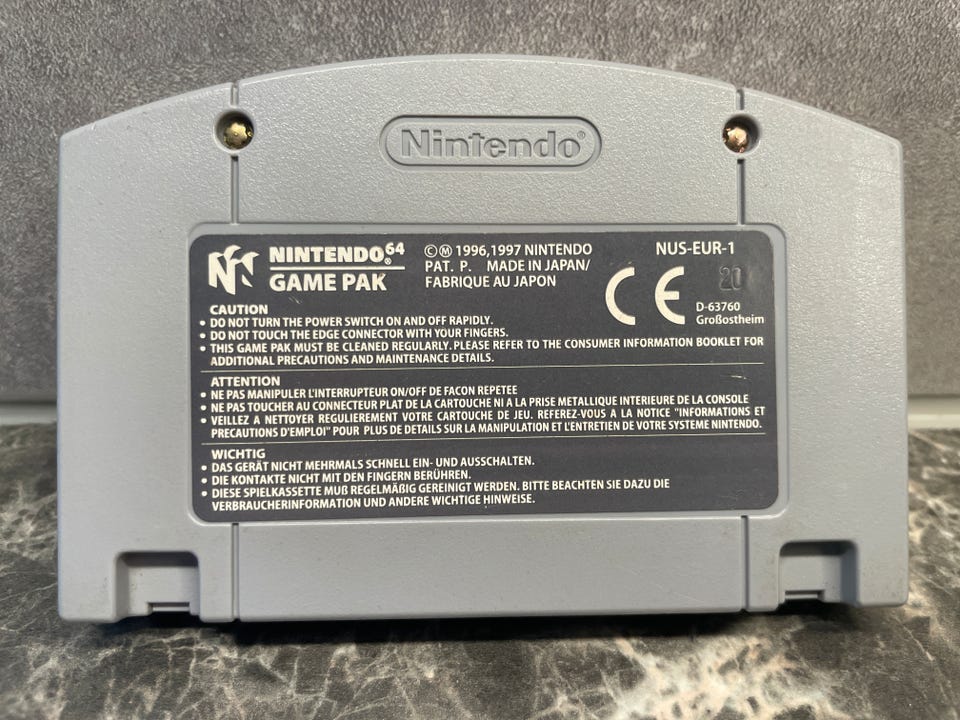 Nintendo®
NINTENDO®64
GAME PAK
©Ⓜ 1996,1997 NINTENDO
PAT. P. MADE IN JAPAN/
FABRIQUE AU JAPON
NUS-EUR-1
CE
20
D-63760
Großostheim
CAUTION
• DO NOT TURN THE POWER SWITCH ON AND OFF RAPIDLY.
• DO NOT TOUCH THE EDGE CONNECTOR WITH YOUR FINGERS.
• THIS GAME PAK MUST BE CLEANED REGULARLY. PLEASE REFER TO THE CONSUMER INFORMATION BOOKLET FOR
ADDITIONAL PRECAUTIONS AND MAINTENANCE DETAILS.
ATTENTION
• NE PAS MANIPULER L'INTERRUPTEUR ON/OFF DE FACON REPETEE
• NE PAS TOUCHER AU CONNECTEUR PLAT DE LA CARTOUCHE NI A LA PRISE METALLIQUE INTERIEURE DE LA CONSOLE
• VEILLEZ A NETTOYER REGULIEREMENT VOTRE CARTOUCHE DE JEU. REFEREZ-VOUS A LA NOTICE "INFORMATIONS ET
PRECAUTIONS D'EMPLOI" POUR PLUS DE DETAILS SUR LA MANIPULATION ET L'ENTRETIEN DE VOTRE SYSTEME NINTENDO.
WICHTIG
• DAS GERÄT NICHT MEHRMALS SCHNELL EIN- UND AUSSCHALTEN.
• DIE KONTAKTE NICHT MIT DEN FINGERN BERÜHREN.
• DIESE SPIELKASSETTE MUß REGELMÄßIG GEREINIGT WERDEN. BITTE BEACHTEN SIE DAZU DIE
VERBRAUCHERINFORMATION UND ANDERE WICHTIGE HINWEISE.